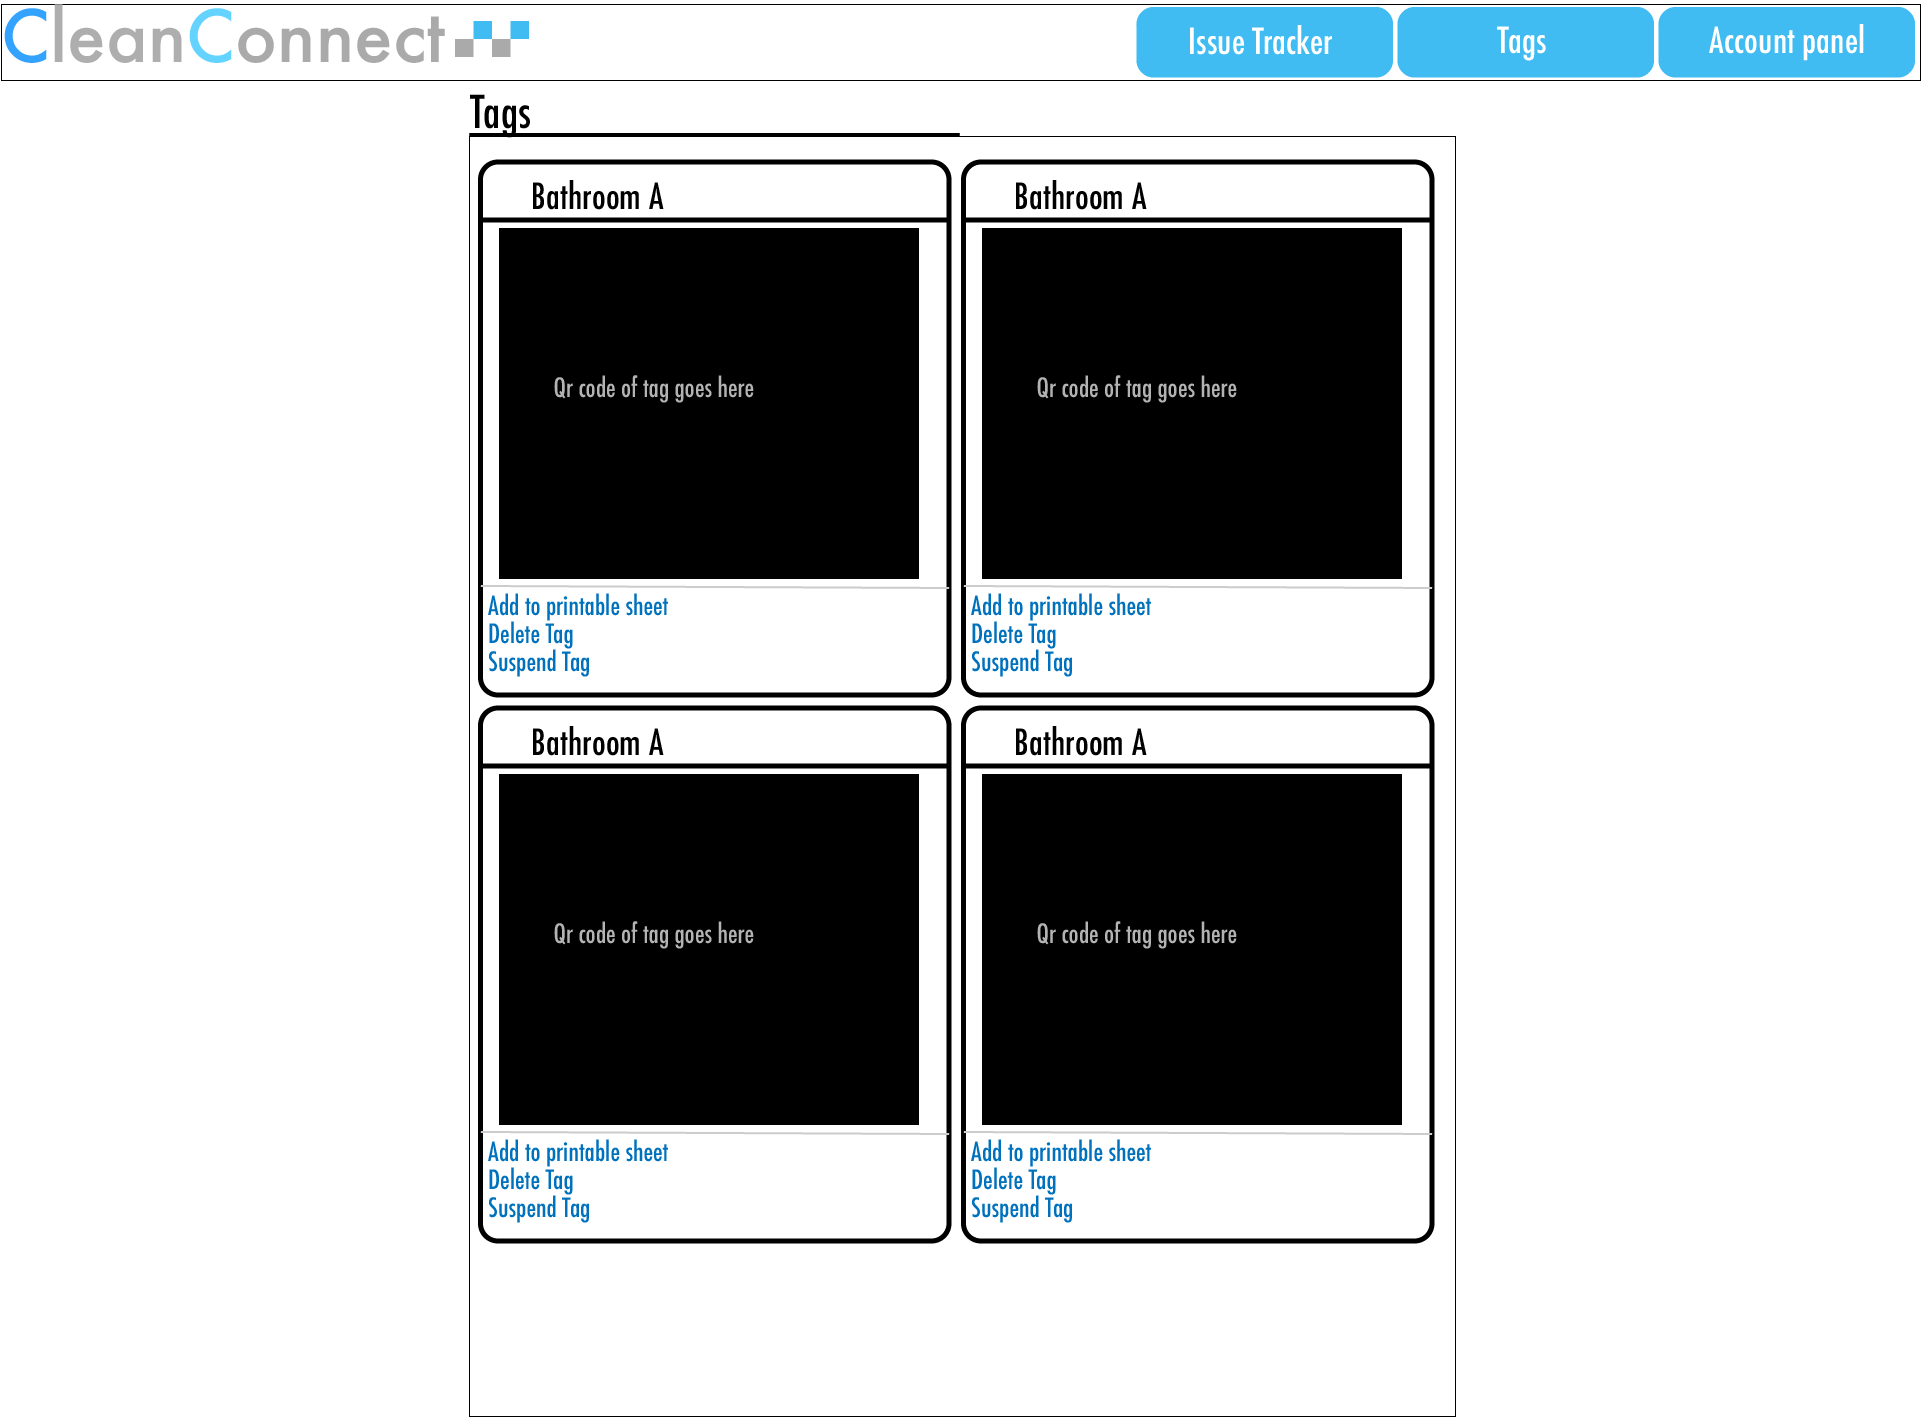 CleanConnect
Issue Tracker
Tags
Account panel
Tags
Bathroom A
Qr code of tag goes here
Add to printable sheet
Delete Tag
Suspend Tag
Bathroom A
Qr code of tag goes here
Add to printable sheet
Delete Tag
Suspend Tag
Bathroom A
Qr code of tag goes here
Add to printable sheet
Delete Tag
Suspend Tag
Bathroom A
Qr code of tag goes here
Add to printable sheet
Delete Tag
Suspend Tag